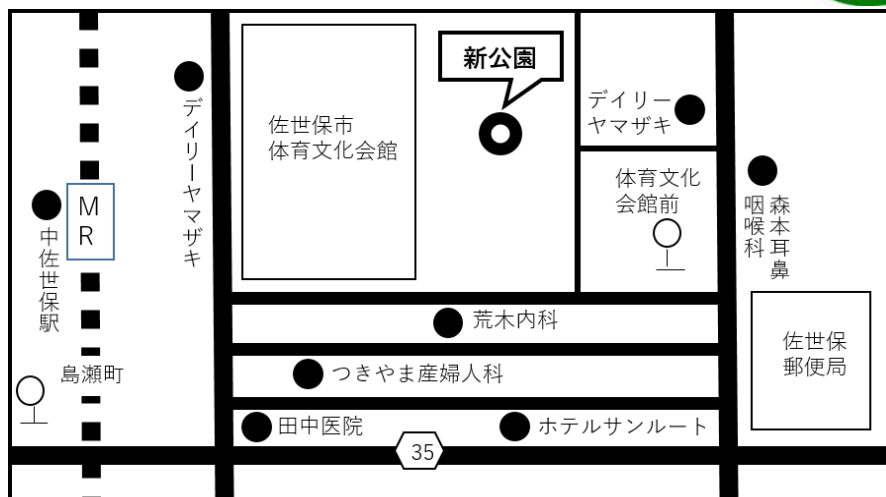 新公園
デイリー
ヤマザキ
佐世保市
体育文化会館
デイリーヤマザキ
体育文化
会館前
MR
中佐世保駅
森本耳鼻
咽喉科
荒木内科
佐世保
郵便局
島瀬町
つきやま産婦人科
田中医院
ホテルサンルート
35